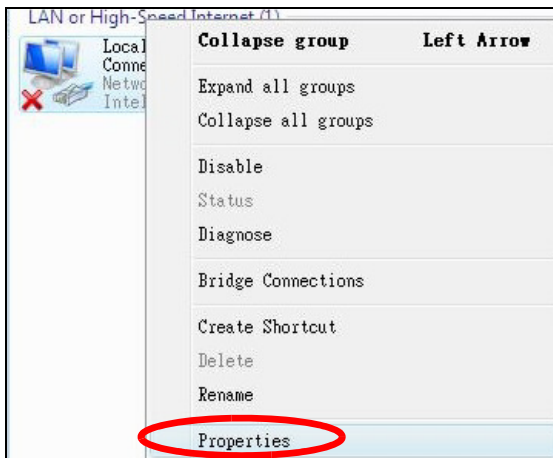 LAN or High-Speed Internet (1)
Local
Conne
Netwo
Intel
Collapse group Left Arrow
Expand all groups
Collapse all groups
Disable
Status
Diagnose
Bridge Connections
Create Shortcut
Delete
Rename
Properties